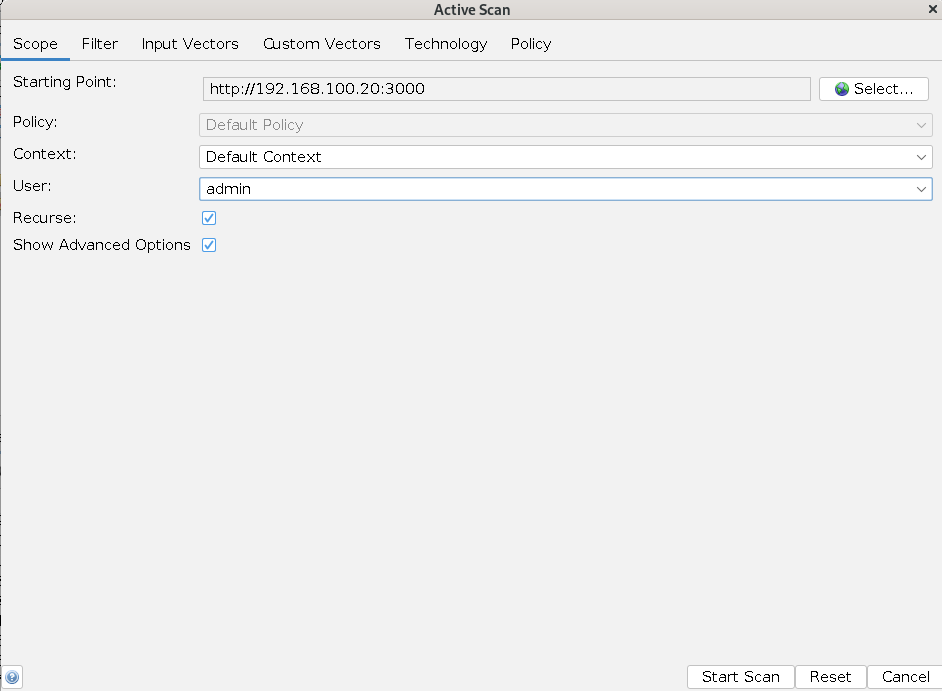 Active Scan
Scope Filter Input Vectors Custom Vectors Technology Policy
Starting Point: http://192.168.100.20:3000 Select...
Policy: Default Policy
Context: Default Context
User: admin
Recurse:
Show Advanced Options
Start Scan Reset Cancel